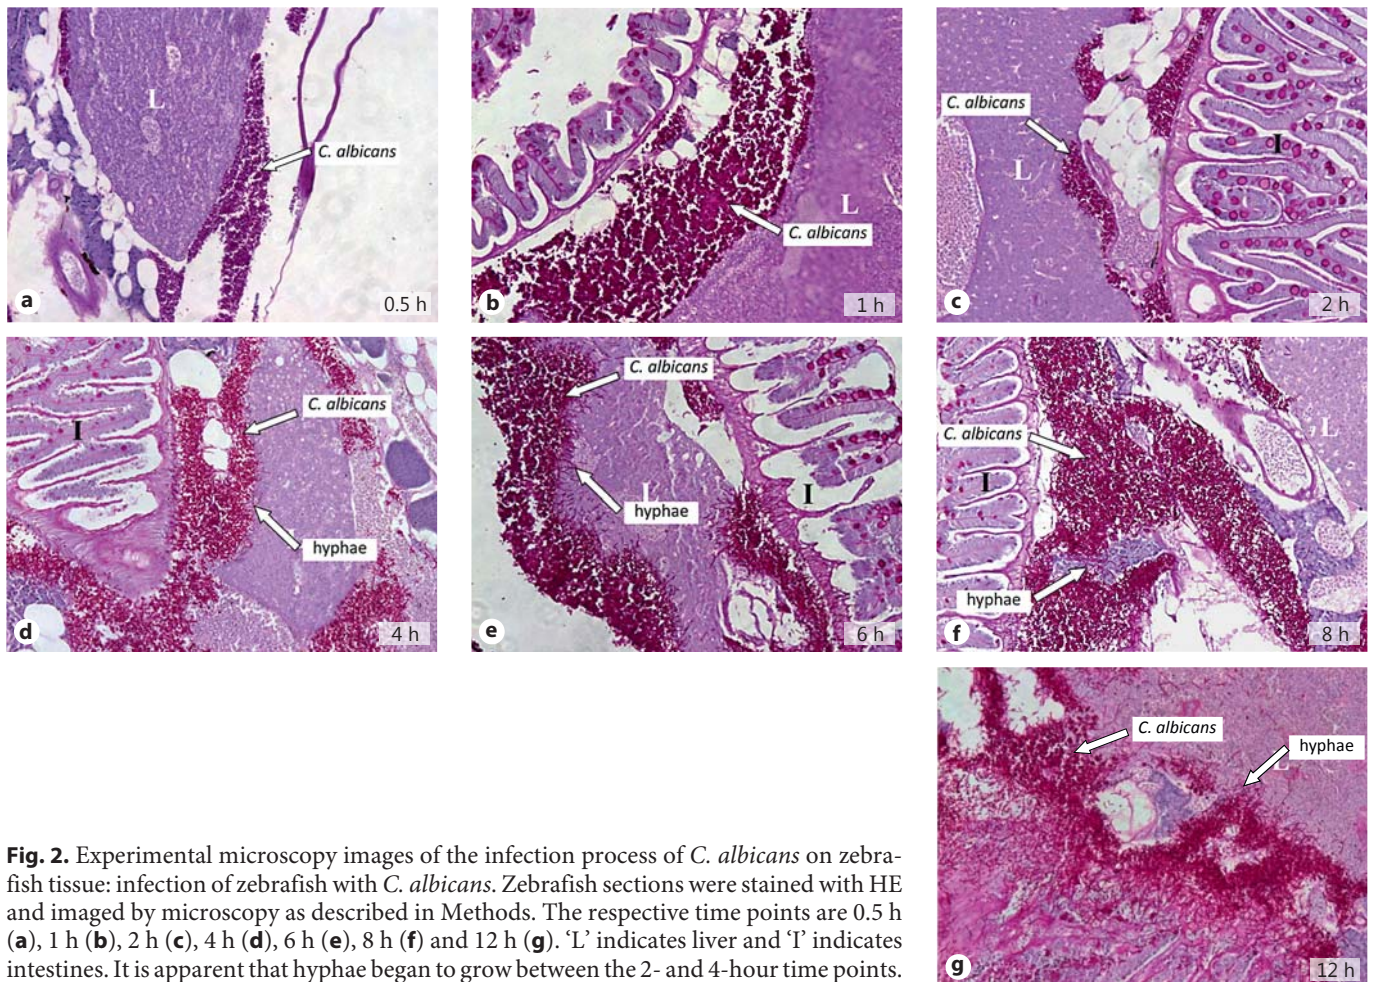 L
C. albicans
a
0.5 h
I
L
C. albicans
b
1 h
C. albicans
L
I
c
2 h
I
C. albicans
hyphae
d
4 h
C. albicans
L
hyphae
I
e
6 h
C. albicans
L
I
hyphae
f
8 h
C. albicans
hyphae
L
g
12 h
Fig. 2. Experimental microscopy images of the infection process of C. albicans on zebra-
fish tissue: infection of zebrafish with C. albicans. Zebrafish sections were stained with HE
and imaged by microscopy as described in Methods. The respective time points are 0.5 h
(a), 1 h (b), 2 h (c), 4 h (d), 6 h (e), 8 h (f) and 12 h (g). ‘L’ indicates liver and ‘I’ indicates
intestines. It is apparent that hyphae began to grow between the 2- and 4-hour time points.